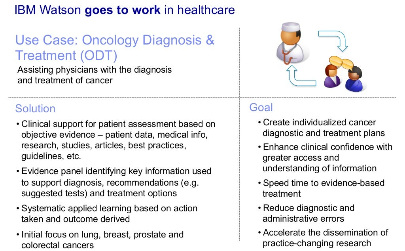 IBM Watson goes to work in healthcare
Use Case: Oncology Diagnosis &
Treatment (ODT)
Assisting physicians with the diagnosis
and treatment of cancer
Solution
• Clinical support for patient assessment based on
objective evidence – patient data, medical info,
research, studies, articles, best practices,
guidelines, etc.
• Evidence panel identifying key information used
to support diagnosis, recommendations (e.g.
suggested tests) and treatment options
• Systematic applied learning based on action
taken and outcome derived
• Initial focus on lung, breast, prostate and
colorectal cancers
Goal
• Create individualized cancer
diagnostic and treatment plans
• Enhance clinical confidence with
greater access and
understanding of information
• Speed time to evidence-based
treatment
• Reduce diagnostic and
administrative errors
• Accelerate the dissemination of
practice-changing research